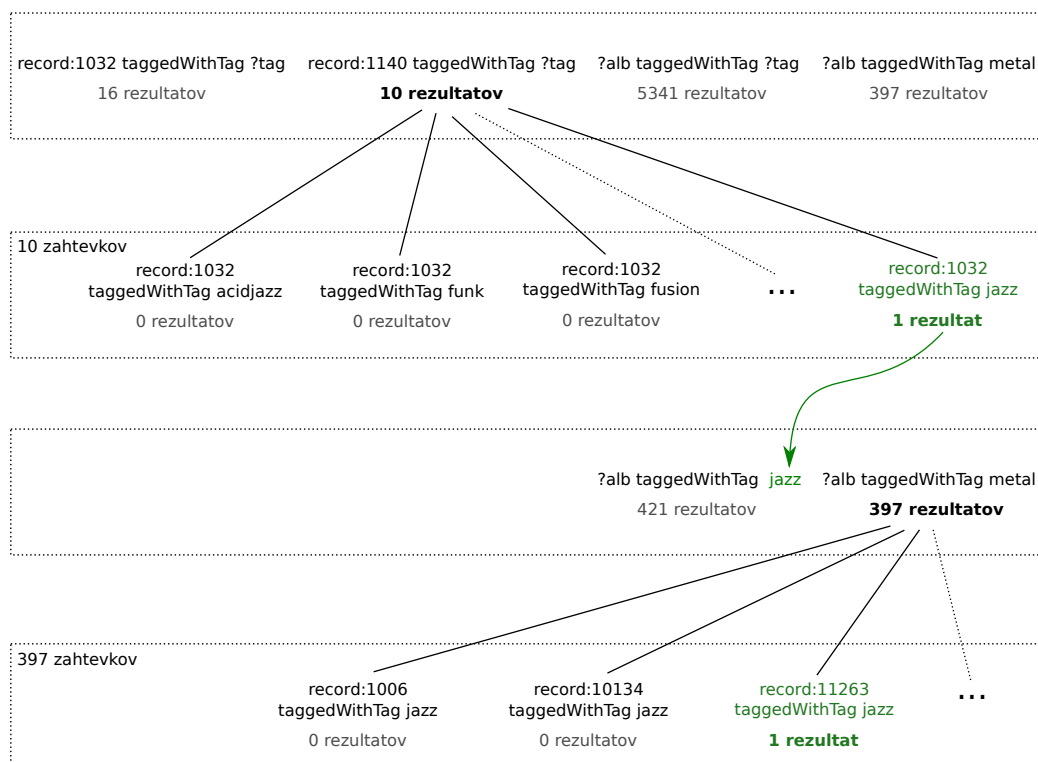 record:1032 taggedWithTag ?tag
record:1140 taggedWithTag ?tag
?alb taggedWithTag ?tag
?alb taggedWithTag metal
16 rezultatov
10 rezultatov
5341 rezultatov
397 rezultatov
10 zahtevkov
record:1032
taggedWithTag acidjazz
0 rezultatov
record:1032
taggedWithTag funk
0 rezultatov
record:1032
taggedWithTag fusion
0 rezultatov
...
record:1032
taggedWithTag jazz
1 rezultat
?alb taggedWithTag jazz
421 rezultatov
?alb taggedWithTag metal
397 rezultatov
397 zahtevkov
record:1006
taggedWithTag jazz
0 rezultatov
record:10134
taggedWithTag jazz
0 rezultatov
record:11263
taggedWithTag jazz
1 rezultat
...